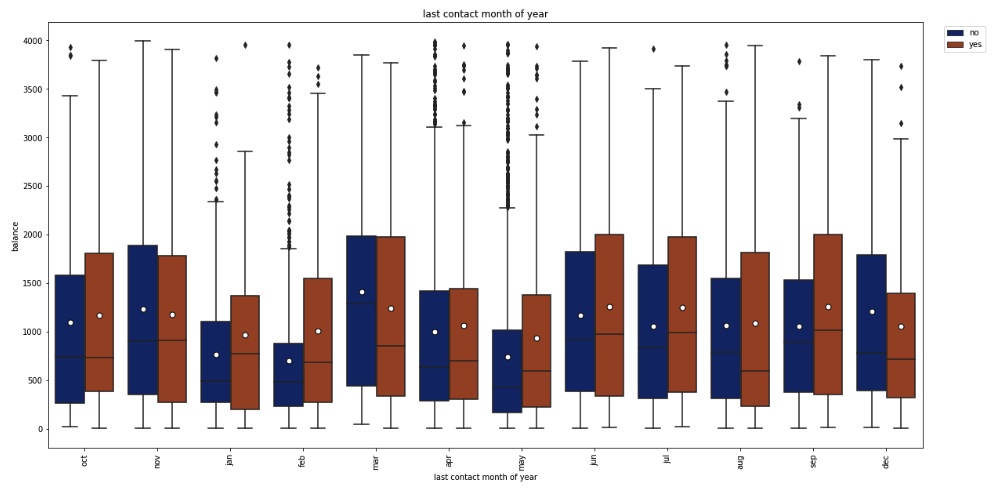 last contact month of year
no
yes
4000
3500
3000
2500
2000
1500
1000
500
0
balance
oct
nov
jan
feb
mar
apr
may
jun
jul
aug
sep
dec
last contact month of year